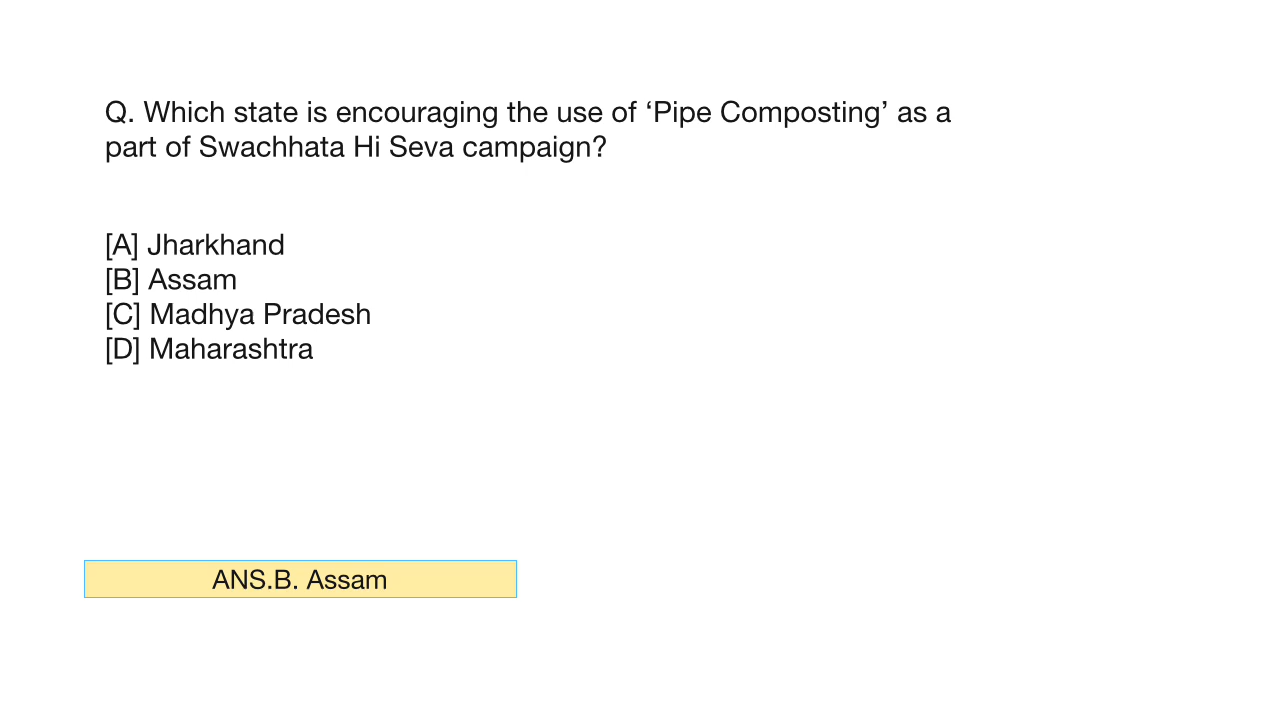 Q. Which state is encouraging the use of ‘Pipe Composting’ as a
part of Swachhata Hi Seva campaign?
[A] Jharkhand
[B] Assam
[C] Madhya Pradesh
[D] Maharashtra
ANS.B. Assam